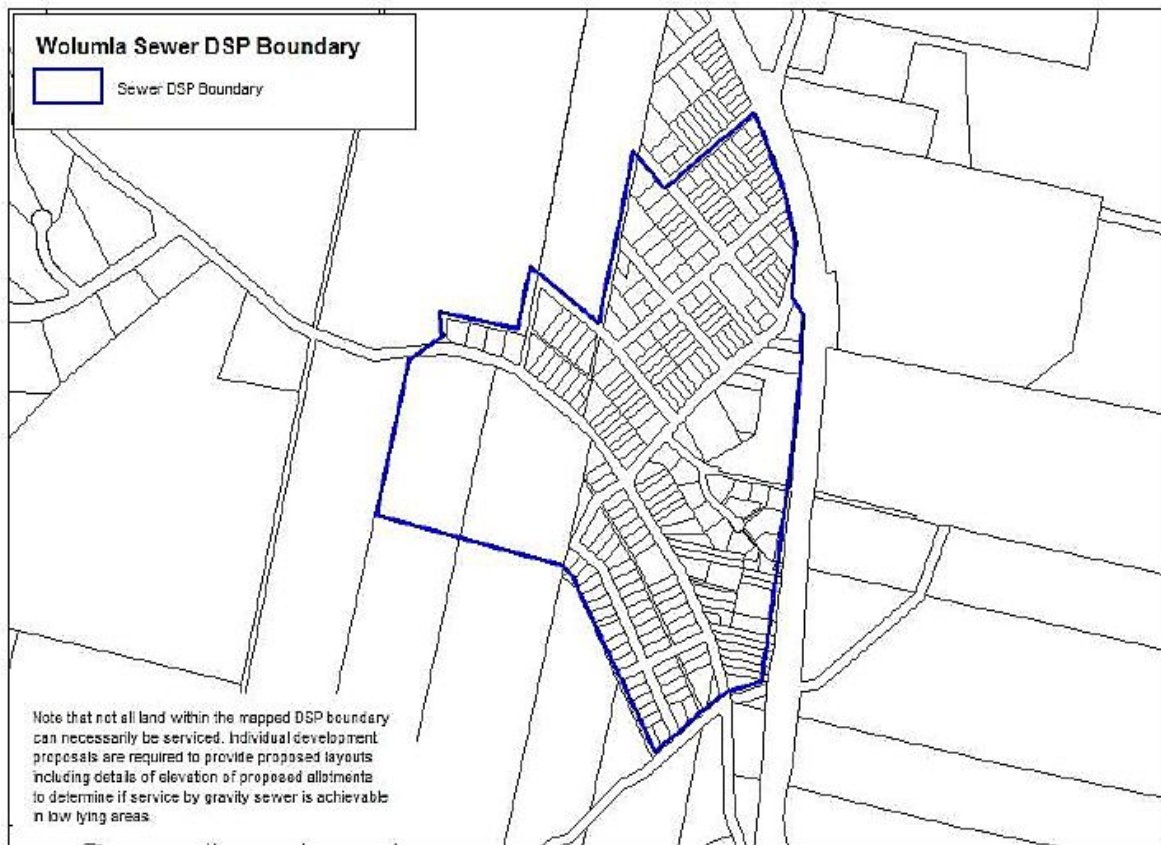 Wolumla Sewer DSP Boundary
Sewer DSP Boundary
Note that not all land within the mapped DSP boundary
can necessarily be serviced. Individual development
proposals are required to provide proposed layouts
including details of elevation of proposed allotments
to determine if service by gravity sewer is achievable
in low lying areas.